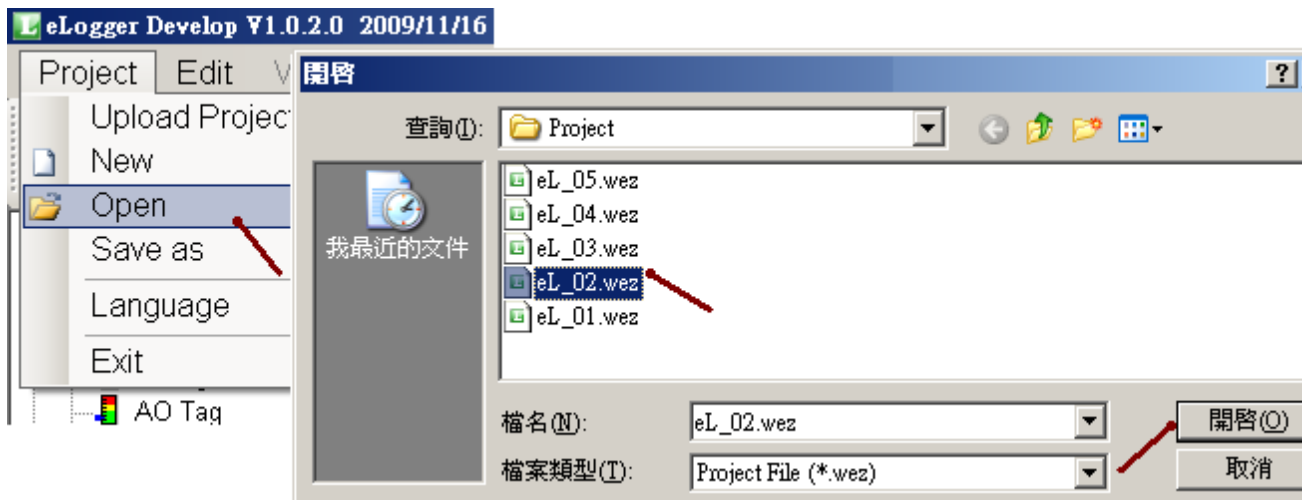 eLogger Develop V1.0.2.0 2009/11/16
Project Edit V
Upload Projec
New
Open
Save as
Language
Exit
AO Tag
開啓
查詢(I): Project
我最近的文件
eL_05.wez
eL_04.wez
eL_03.wez
eL_02.wez
eL_01.wez
檔名(N): eL_02.wez 開啓(O)
檔案類型(T): Project File (*.wez) 取消